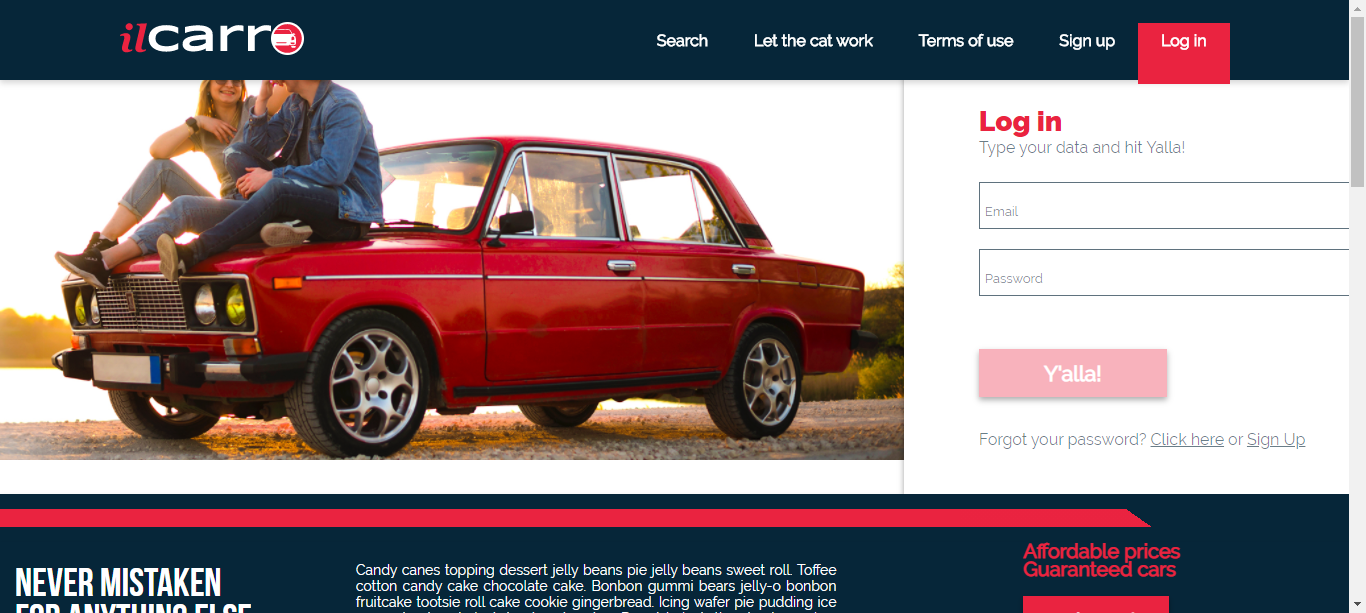 ilcarro
Search
Let the cat work
Terms of use
Sign up
Log in
Log in
Type your data and hit Yalla!
Email
Password
Y'alla!
Forgot your password? Click here or Sign Up
NEVER MISTAKEN
FOR ANYTHING ELSE
Candy canes topping dessert jelly beans pie jelly beans sweet roll. Toffee
cotton candy cake chocolate cake. Bonbon gummi bears jelly-o bonbon
fruitcake tootsie roll cake cookie gingerbread. Icing wafer pie pudding ice
Affordable prices
Guaranteed cars